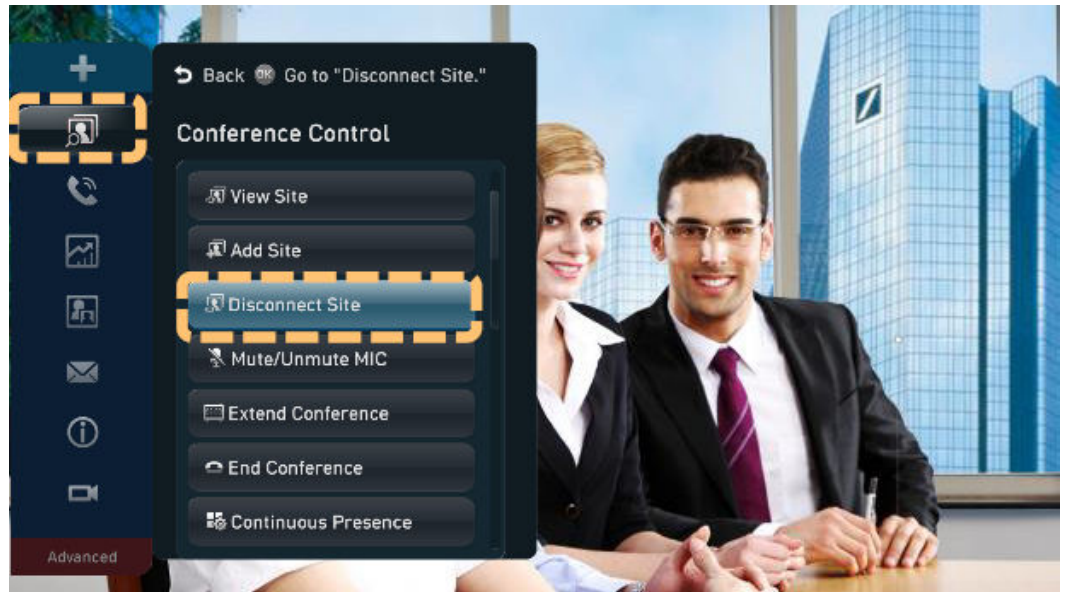 Back OK Go to "Disconnect Site."
Conference Control
View Site
Add Site
Disconnect Site
Mute/Unmute MIC
Extend Conference
End Conference
Continuous Presence
Advanced